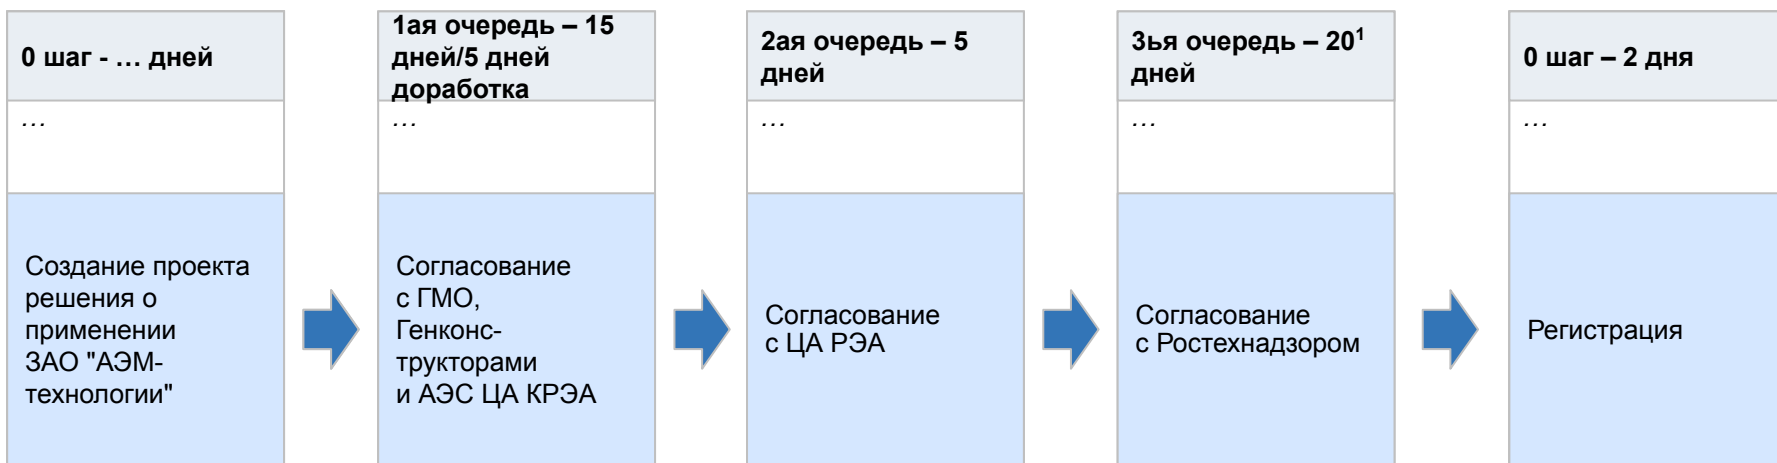 0 шаг - … дней
…
Создание проекта
решения о
применении
ЗАО "АЭМ-
технологии"
1ая очередь – 15
дней/5 дней
доработка
…
Согласование
с ГМО,
Генконс-
трукторами
и АЭС ЦА КРЭА
2ая очередь – 5
дней
…
Согласование
с ЦА РЭА
3ья очередь – 20¹
дней
…
Согласование
с Ростехнадзором
0 шаг – 2 дня
…
Регистрация